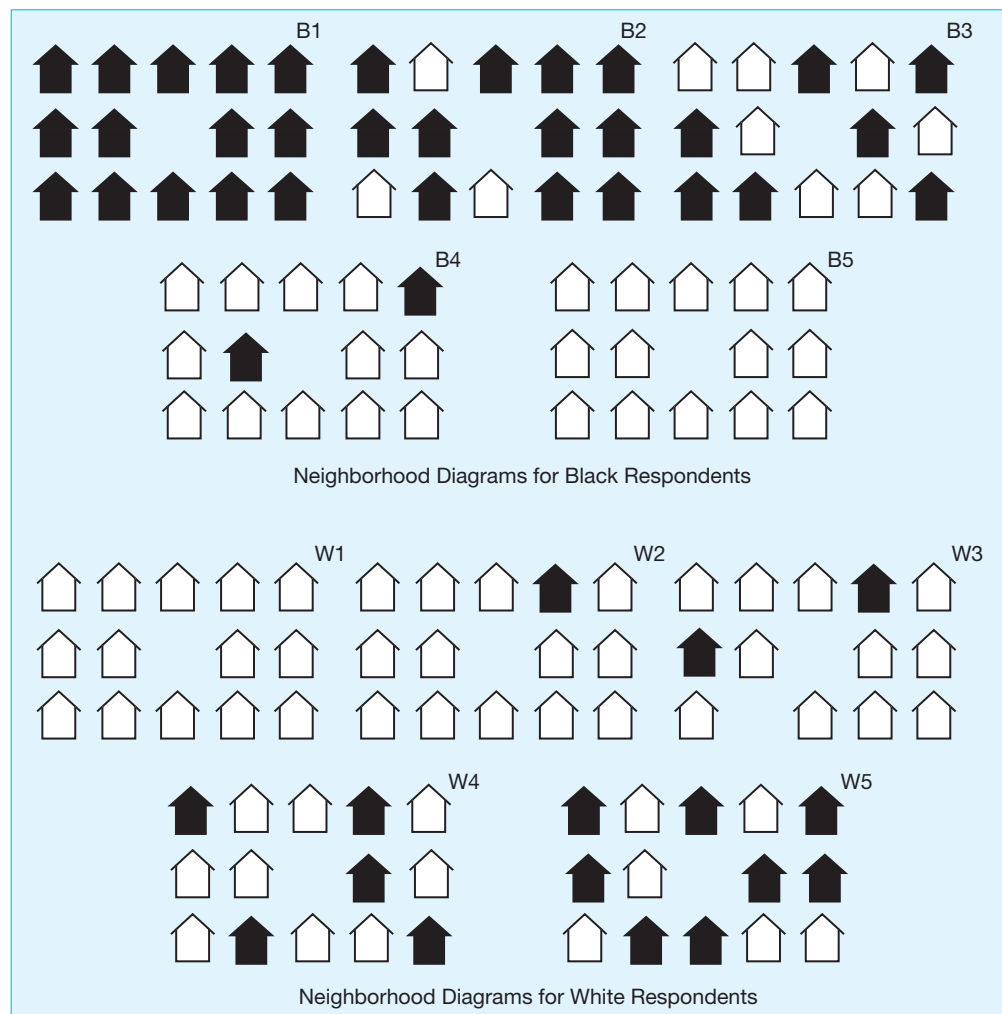 B1 B2 B3
B4 B5
Neighborhood Diagrams for Black Respondents
W1 W2 W3
W4 W5
Neighborhood Diagrams for White Respondents